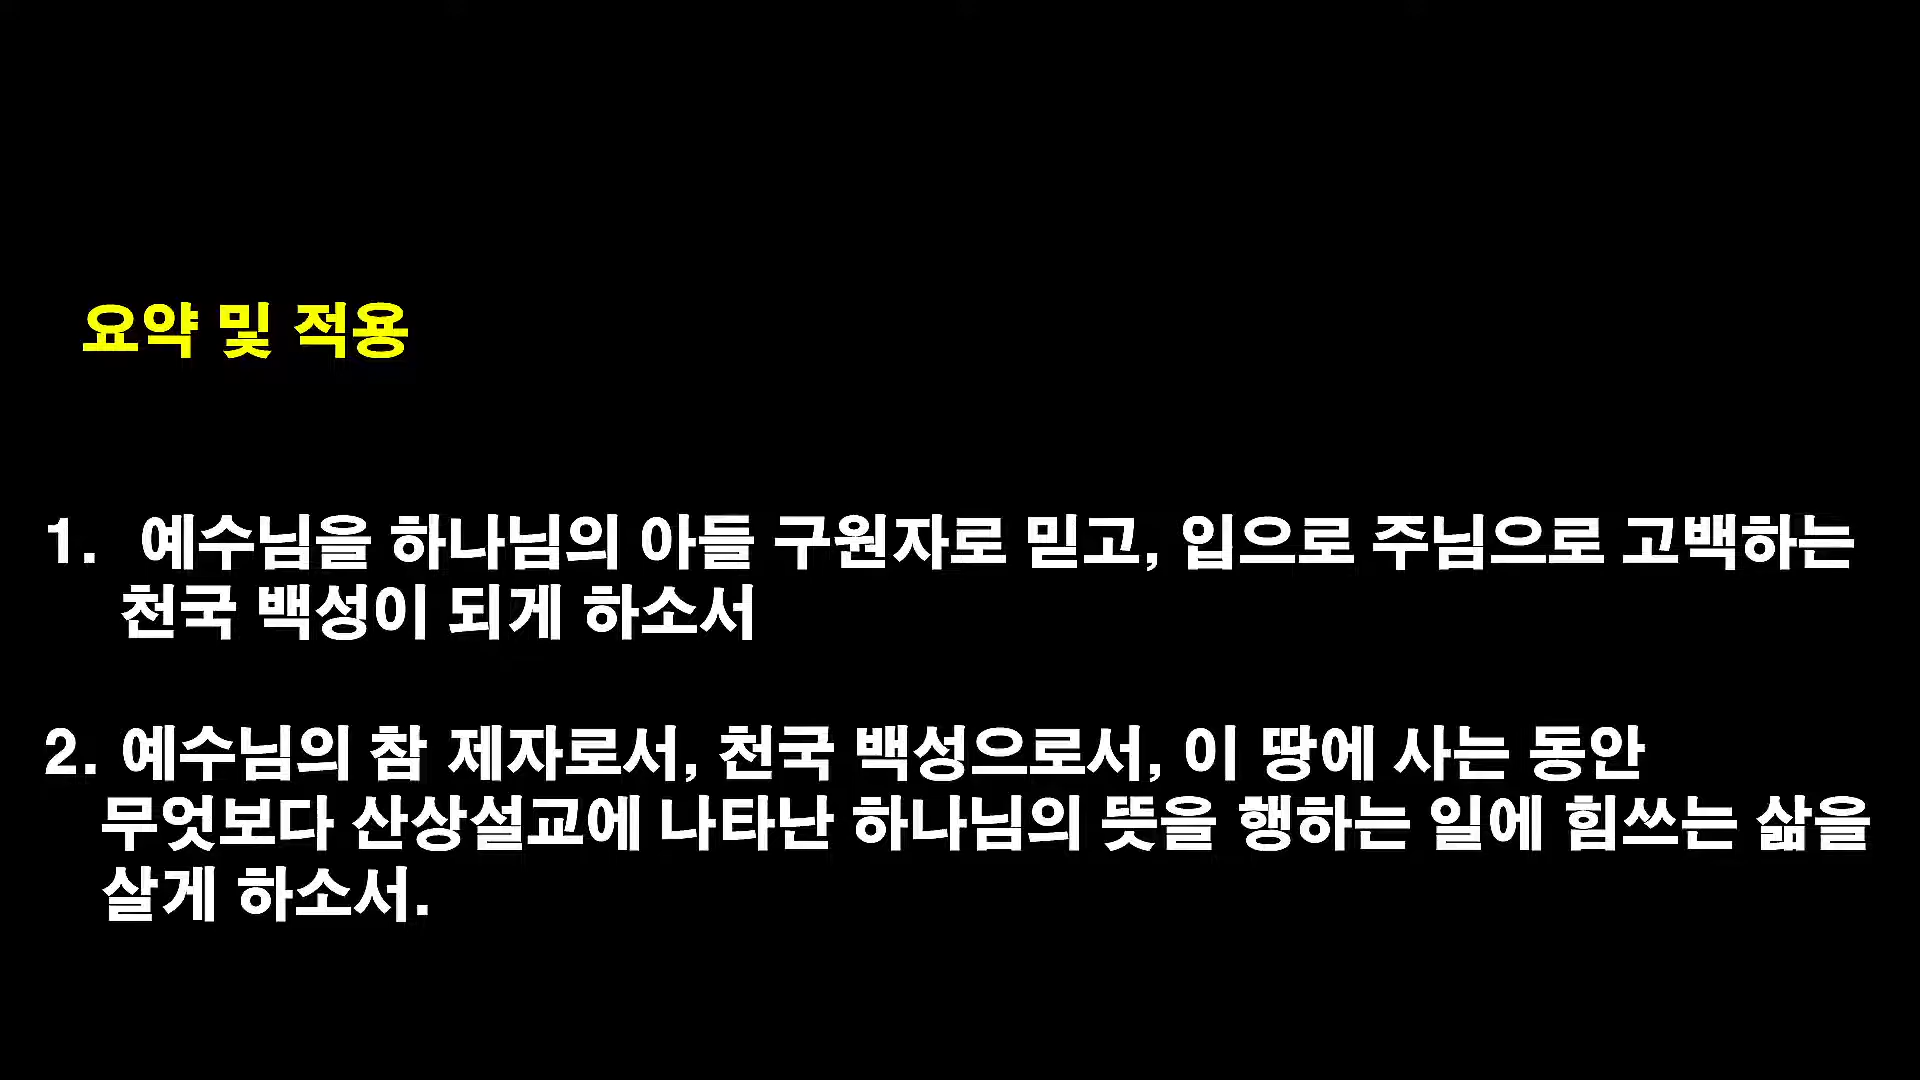 요약 및 적용
1. 예수님을 하나님의 아들 구원자로 믿고, 입으로 주님으로 고백하는
천국 백성이 되게 하소서
2. 예수님의 참 제자로서, 천국 백성으로서, 이 땅에 사는 동안
무엇보다 산상설교에 나타난 하나님의 뜻을 행하는 일에 힘쓰는 삶을
살게 하소서.